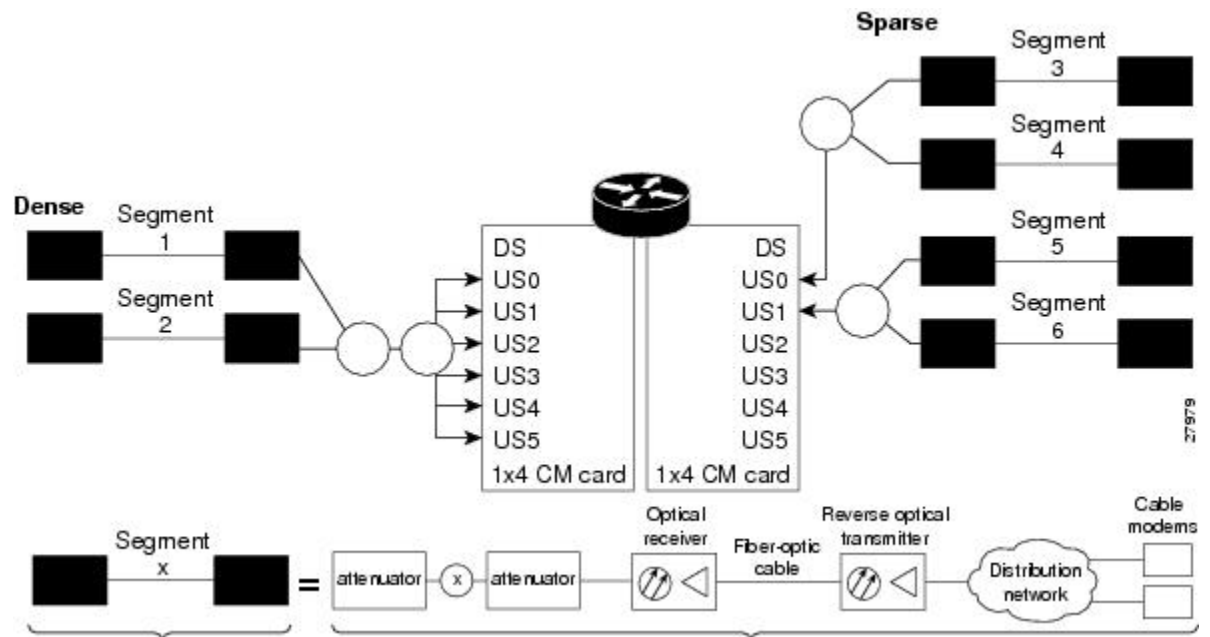 Sparse
Segment
3
Segment
4
Dense
Segment
1
Segment
5
Segment
2
Segment
6
DS
US0
US1
US2
US3
US4
US5
1x4 CM card
DS
US0
US1
US2
US3
US4
US5
1x4 CM card
27979
Segment
x
=
attenuator
x
attenuator
Optical
receiver
Fiber-optic
cable
Reverse optical
transmitter
Distribution
network
Cable
modems